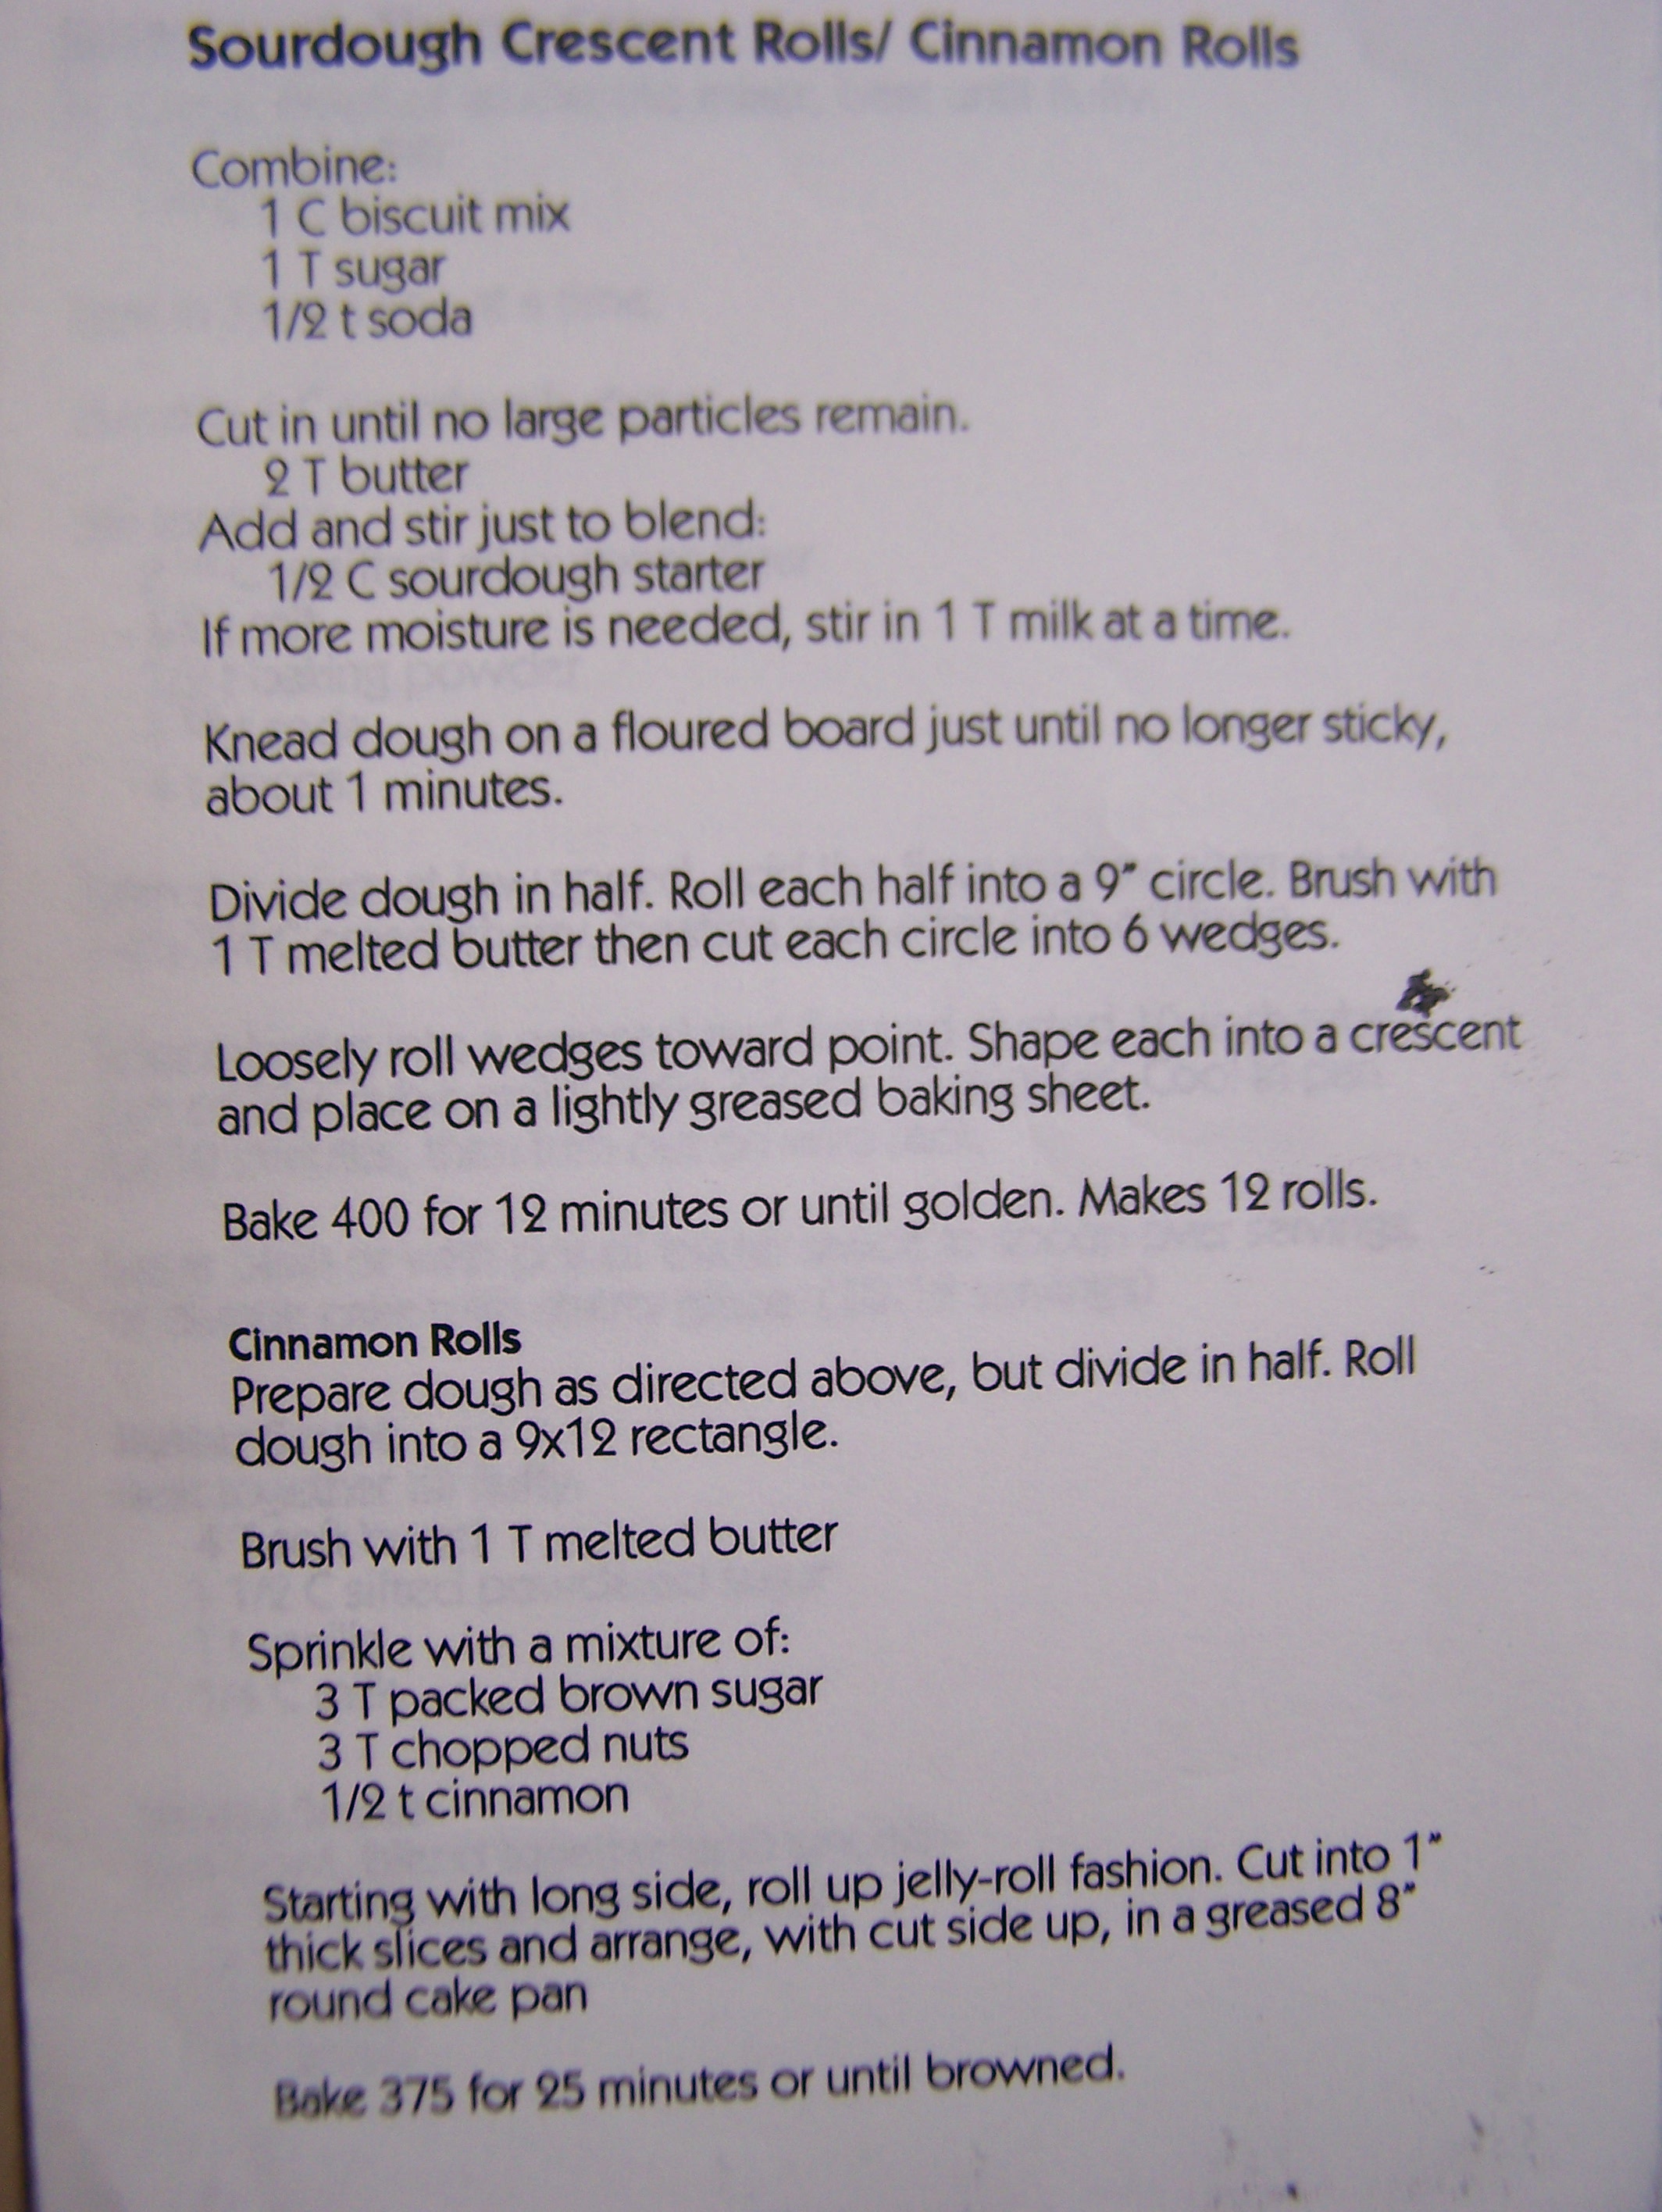 Sourdough Crescent Rolls/ Cinnamon Rolls
Combine:
1 C biscuit mix
1 T sugar
1/2 t soda
Cut in until no large particles remain.
2 T butter
Add and stir just to blend:
1/2 C sourdough starter
If more moisture is needed, stir in 1 T milk at a time.
Knead dough on a floured board just until no longer sticky,
about 1 minutes.
Divide dough in half. Roll each half into a 9" circle. Brush with
1 T melted butter then cut each circle into 6 wedges.
Loosely roll wedges toward point. Shape each into a crescent
and place on a lightly greased baking sheet.
Bake 400 for 12 minutes or until golden. Makes 12 rolls.
Cinnamon Rolls
Prepare dough as directed above, but divide in half. Roll
dough into a 9x12 rectangle.
Brush with 1 T melted butter
Sprinkle with a mixture of:
3 T packed brown sugar
3 T chopped nuts
1/2 t cinnamon
Starting with long side, roll up jelly-roll fashion. Cut into 1"
thick slices and arrange, with cut side up, in a greased 8"
round cake pan
Bake 375 for 25 minutes or until browned.